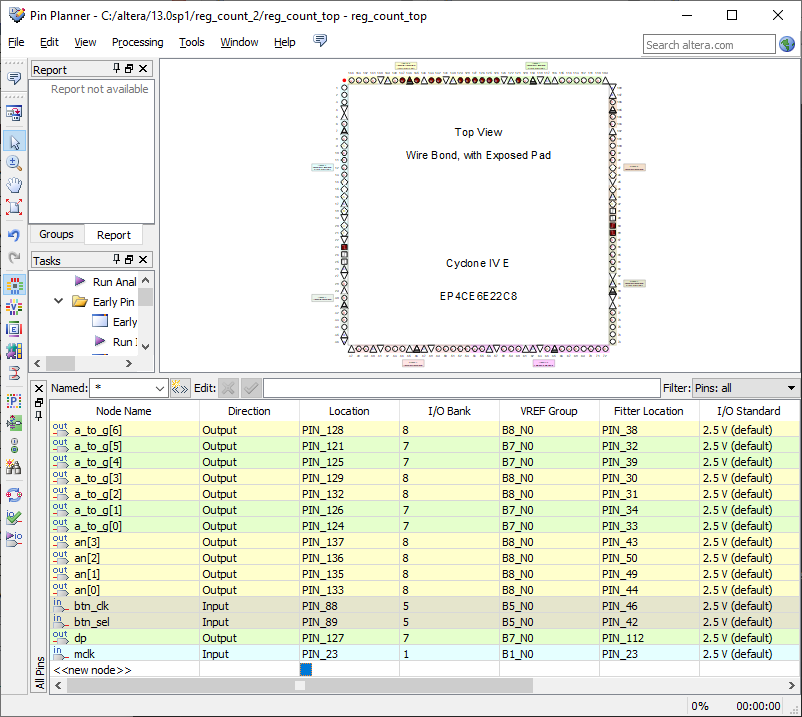 Pin Planner - C:/altera/13.0sp1/reg_count_2/reg_count_top - reg_count_top
File Edit View Processing Tools Window Help
Search altera.com
Report
Report not available
Groups Report
Tasks
Run Anal
Early Pin
Early
Run
Top View
Wire Bond, with Exposed Pad
Cyclone IV E
EP4CE6E22C8
Named: * Edit: Filter: Pins: all
Node Name Direction Location I/O Bank VREF Group Fitter Location I/O Standard
out a_to_g[6] Output PIN_128 8 B8_N0 PIN_38 2.5 V (default)
out a_to_g[5] Output PIN_121 7 B7_N0 PIN_32 2.5 V (default)
out a_to_g[4] Output PIN_125 7 B7_N0 PIN_39 2.5 V (default)
out a_to_g[3] Output PIN_129 8 B8_N0 PIN_30 2.5 V (default)
out a_to_g[2] Output PIN_132 8 B8_N0 PIN_31 2.5 V (default)
out a_to_g[1] Output PIN_126 7 B7_N0 PIN_34 2.5 V (default)
out a_to_g[0] Output PIN_124 7 B7_N0 PIN_33 2.5 V (default)
out an[3] Output PIN_137 8 B8_N0 PIN_43 2.5 V (default)
out an[2] Output PIN_136 8 B8_N0 PIN_50 2.5 V (default)
out an[1] Output PIN_135 8 B8_N0 PIN_49 2.5 V (default)
out an[0] Output PIN_133 8 B8_N0 PIN_44 2.5 V (default)
in btn_clk Input PIN_88 5 B5_N0 PIN_46 2.5 V (default)
in btn_sel Input PIN_89 5 B5_N0 PIN_42 2.5 V (default)
out dp Output PIN_127 7 B7_N0 PIN_112 2.5 V (default)
in mclk Input PIN_23 1 B1_N0 PIN_23 2.5 V (default)
<<new node>>
All Pins
0% 00:00:00